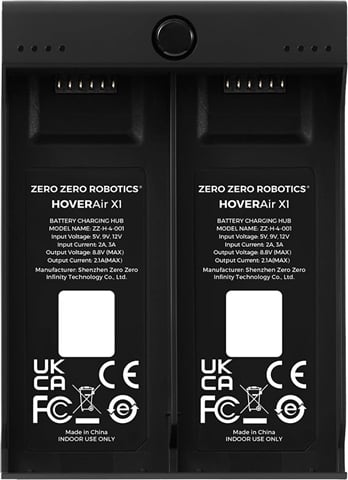 ZERO ZERO ROBOTICS®
HOVERAir X1
BATTERY CHARGING HUB
MODEL NAME: ZZ-H-4-001
Input Voltage: 5V, 9V, 12V
Input Current: 2A, 3A
Output Voltage: 8.8V (MAX)
Output Current: 2.1A(MAX)
Manufacturer: Shenzhen Zero Zero
Infinity Technology Co., Ltd.
UK
CA
CE
FC
e
Made in China
INDOOR USE ONLY
ZERO ZERO ROBOTICS®
HOVERAir X1
BATTERY CHARGING HUB
MODEL NAME: ZZ-H-4-001
Input Voltage: 5V, 9V, 12V
Input Current: 2A, 3A
Output Voltage: 8.8V (MAX)
Output Current: 2.1A(MAX)
Manufacturer: Shenzhen Zero Zero
Infinity Technology Co., Ltd.
UK
CA
CE
FC
e
Made in China
INDOOR USE ONLY